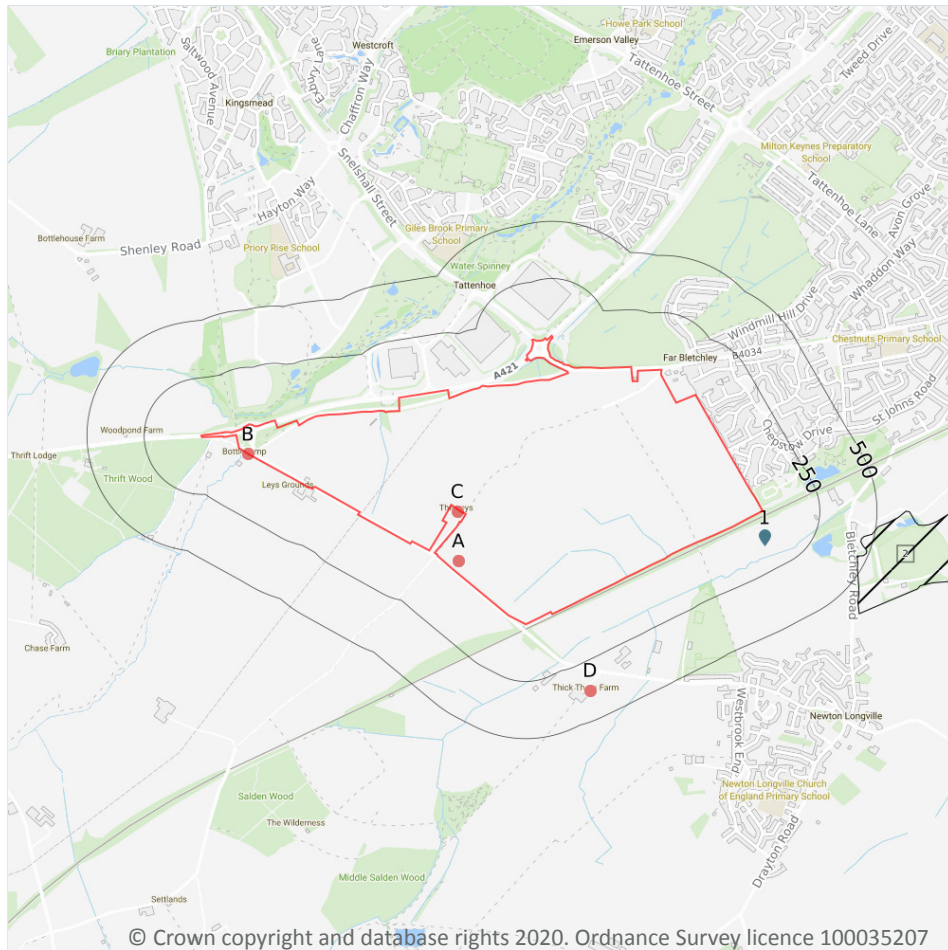 Howe Park School
Briary Plantation
Saltwood Avenue
Exbury Lane
Westcroft
Emerson Valley
Tweed Drive
Chaffron Way
Tattenhoe Street
Kingsmead
Snelshall Street
Milton Keynes Preparatory
School
Tattenhoe Lane
Avon Grove
Hayton Way
Bottlehouse Farm
Shenley Road
Priory Rise School
Giles Brook Primary
School
Whaddon Way
Water Spinney
Tattenhoe
Windmill Hill Drive
Chestnuts Primary School
B4034
Far Bletchley
A421
St Johns Road
Chepstow Drive
Woodpond Farm
B
Thrift Lodge
Thrift Wood
Leys Grounds
250
500
C
1
A
Bletchley Road
2
Chase Farm
D
Thick Thorn Farm
Westbrook End
Newton Longville
Salden Wood
The Wilderness
Newton Longville Church
of England Primary School
Drayton Road
Middle Salden Wood
Settlands
© Crown copyright and database rights 2020. Ordnance Survey licence 100035207